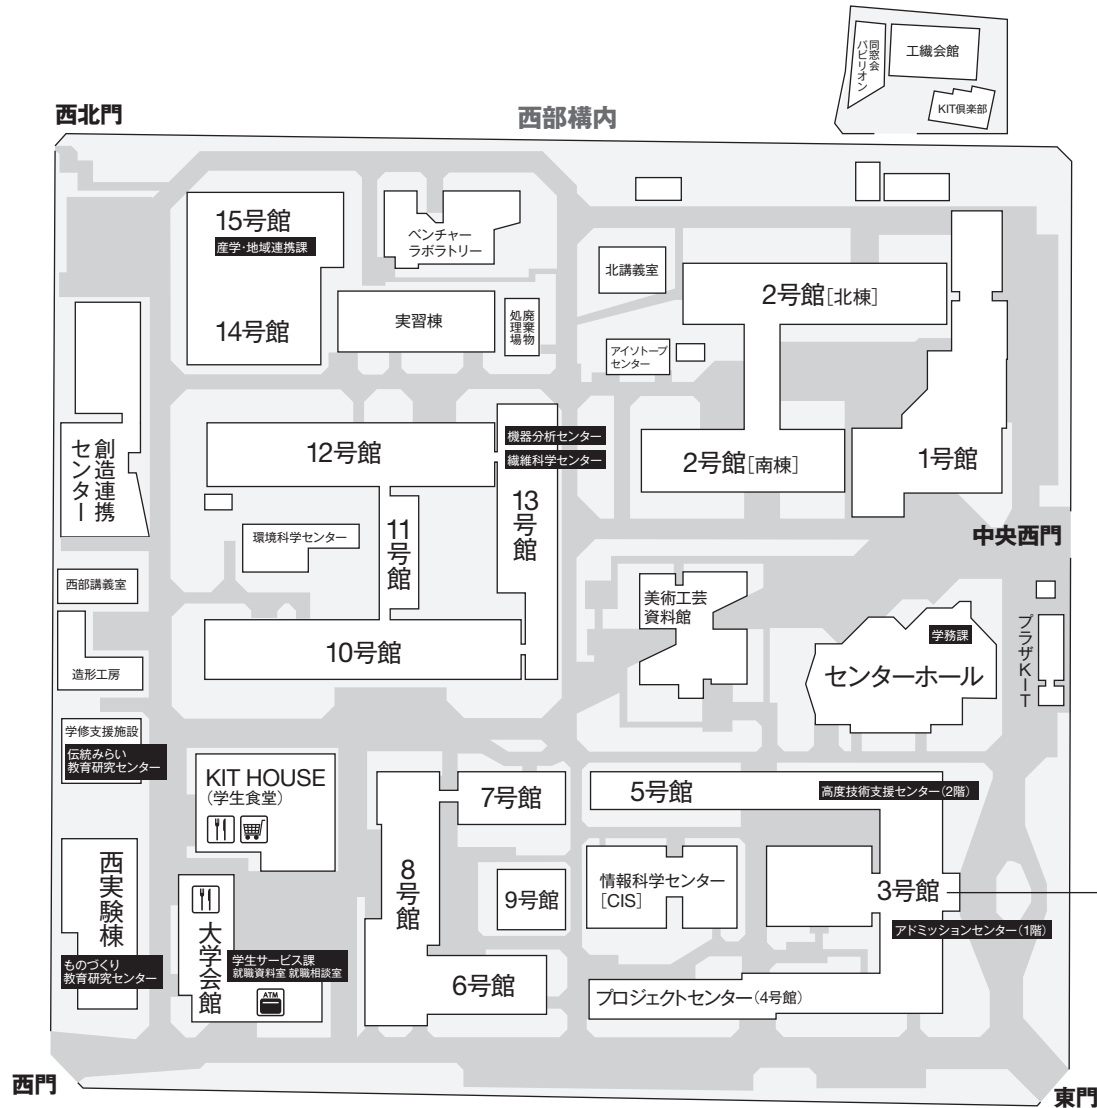 同窓会
パビリオン
工繊会館
KIT倶楽部
西北門
西部構内
15号館
産学・地域連携課
14号館
ベンチャー
ラボラトリー
実習棟
廃棄物
処理場
北講義室
2号館[北棟]
アイソトープ
センター
創造連携
センター
12号館
機器分析センター
繊維科学センター
13号館
2号館[南棟]
1号館
11号館
環境科学センター
中央西門
西部講義室
美術工芸
資料館
学務課
センターホール
プラザKIT
10号館
造形工房
学修支援施設
伝統みらい
教育研究センター
KIT HOUSE
(学生食堂)
7号館
5号館
高度技術支援センター(2階)
8号館
9号館
情報科学センター
[CIS]
3号館
アドミッションセンター(1階)
西実験棟
ものづくり
教育研究センター
大学会館
学生サービス課
就職資料室 就職相談室
ATM
6号館
プロジェクトセンター(4号館)
西門
東門